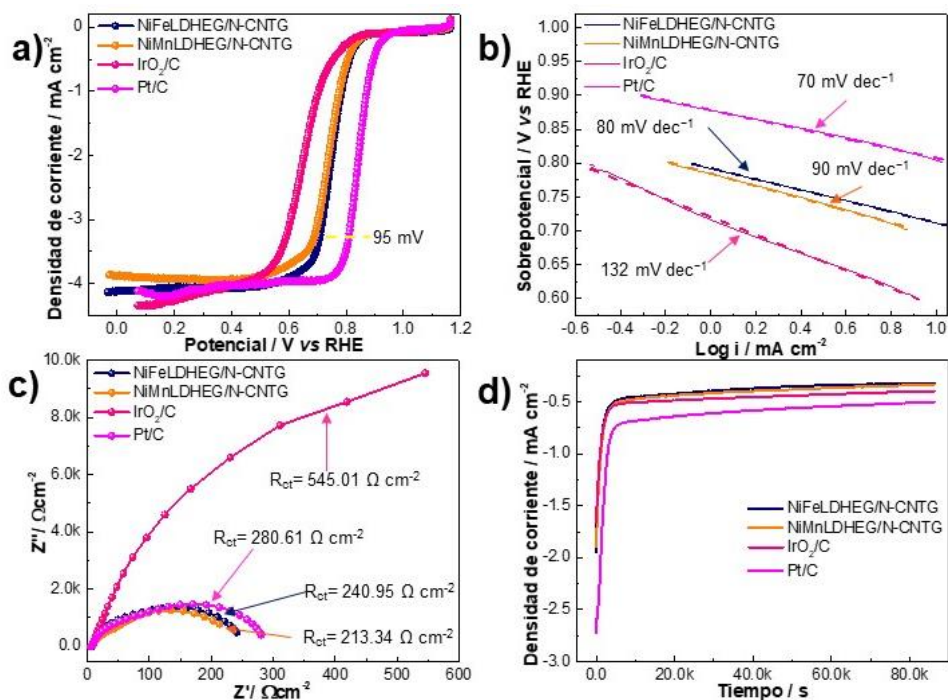 a)
NiFeLDHEG/N-CNTG
NiMnLDHEG/N-CNTG
IrO₂/C
Pt/C
95 mV
0
-1
-2
-3
-4
0.0 0.2 0.4 0.6 0.8 1.0 1.2
Densidad de corriente / mA cm⁻²
Potencial / V vs RHE
b)
NiFeLDHEG/N-CNTG
NiMnLDHEG/N-CNTG
IrO₂/C
Pt/C
70 mV dec⁻¹
80 mV dec⁻¹
90 mV dec⁻¹
132 mV dec⁻¹
1.00
0.95
0.90
0.85
0.80
0.75
0.70
0.65
0.60
-0.6 -0.4 -0.2 0.0 0.2 0.4 0.6 0.8 1.0
Sobrepotencial / V vs RHE
Log i / mA cm⁻²
c)
NiFeLDHEG/N-CNTG
NiMnLDHEG/N-CNTG
IrO₂/C
Pt/C
Rct= 545.01 Ω cm⁻²
Rct= 280.61 Ω cm⁻²
Rct= 240.95 Ω cm⁻²
Rct= 213.34 Ω cm⁻²
10.0k
8.0k
6.0k
4.0k
2.0k
0.0
0 100 200 300 400 500 600
Z''/ Ωcm⁻²
Z'/ Ωcm⁻²
d)
NiFeLDHEG/N-CNTG
NiMnLDHEG/N-CNTG
IrO₂/C
Pt/C
-0.5
-1.0
-1.5
-2.0
-2.5
-3.0
0.0 20.0k 40.0k 60.0k 80.0k
Densidad de corriente / mA cm⁻²
Tiempo / s